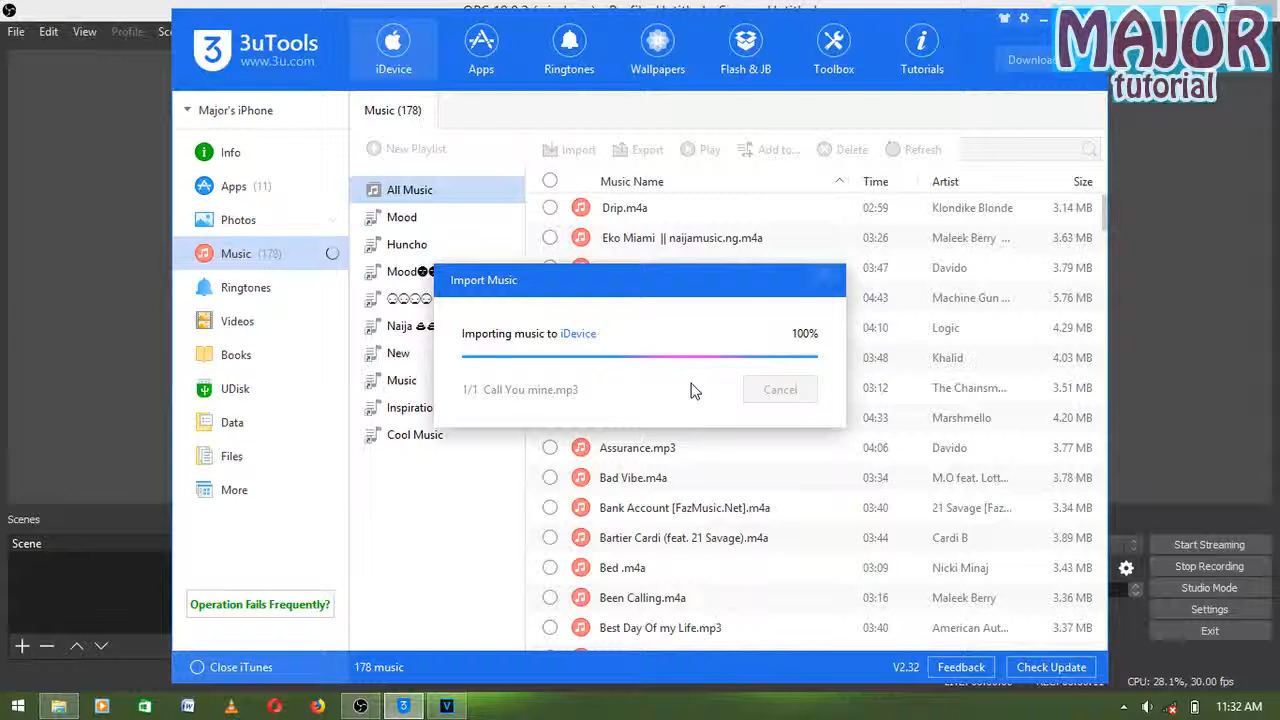 File Edit View Profile
3uTools
www.3u.com
iDevice Apps Ringtones Wallpapers Flash & JB Toolbox Tutorials
MAJOR
tutorial
Major's iPhone
Info
Apps (11)
Photos
Music (178)
Ringtones
Videos
Books
UDisk
Data
Files
More
Operation Fails Frequently?
Music (178)
New Playlist
Import Export Play Add to... Delete Refresh
All Music
Mood
Huncho
Mood
Naija
New
Music
Cool Music
Music Name Time Artist Size
Drip.m4a 02:59 Klondike Blonde 3.14 MB
Eko Miami || naijamusic.ng.m4a 03:26 Maleek Berry ... 3.63 MB
03:47 Davido 3.79 MB
04:43 Machine Gun ... 5.76 MB
04:10 Logic 4.29 MB
03:48 Khalid 4.03 MB
03:12 The Chainsm... 3.51 MB
04:33 Marshmello 4.20 MB
Assurance.mp3 04:06 Davido 3.77 MB
Bad Vibe.m4a 03:34 M.O feat. Lott... 3.78 MB
Bank Account [FazMusic.Net].m4a 03:40 21 Savage [Faz... 3.34 MB
Bartier Cardi (feat. 21 Savage).m4a 03:44 Cardi B 3.89 MB
Bed .m4a 03:09 Nicki Minaj 3.43 MB
Been Calling.m4a 03:16 Maleek Berry 3.36 MB
Best Day Of my Life.mp3 03:40 American Aut... 3.37 MB
Import Music
Importing music to iDevice 100%
1/1 Call You mine.mp3
Cancel
Close iTunes 178 music V2.32 Feedback Check Update
Scenes
Scene
Start Streaming
Stop Recording
Studio Mode
Settings
Exit
CPU: 28.1%, 30.00 fps
11:32 AM